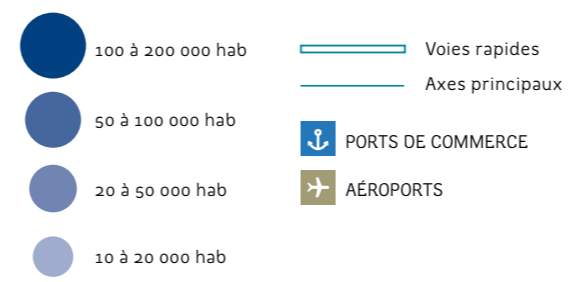 100 à 200 000 hab
50 à 100 000 hab
20 à 50 000 hab
10 à 20 000 hab
Voies rapides
Axes principaux
PORTS DE COMMERCE
AÉROPORTS